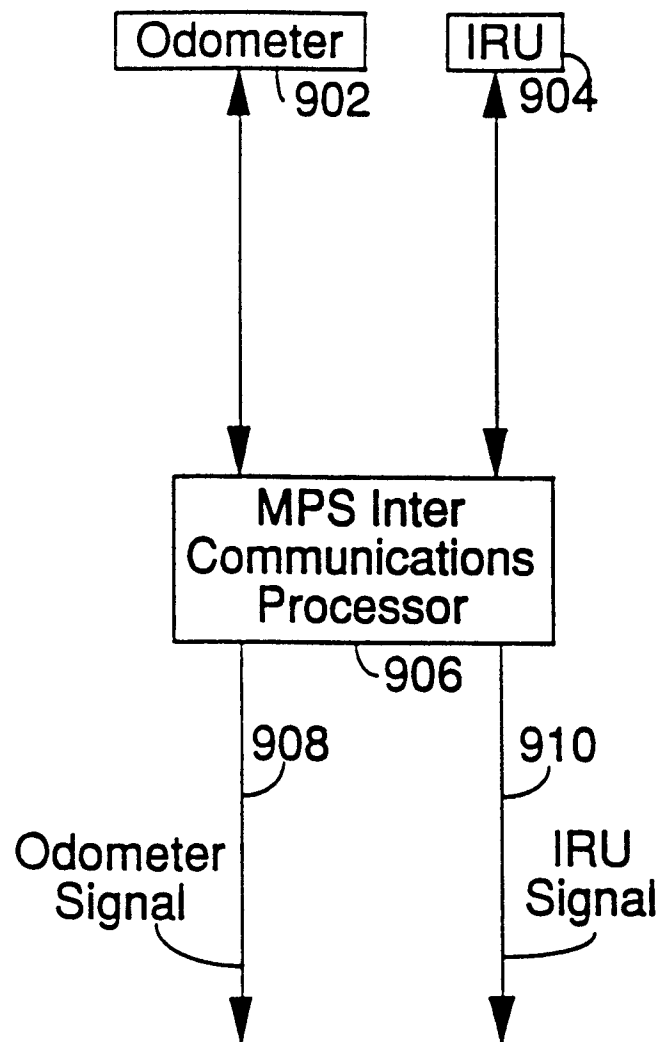 Odometer
IRU
902
904
MPS Inter
Communications
Processor
906
908
910
Odometer
Signal
IRU
Signal